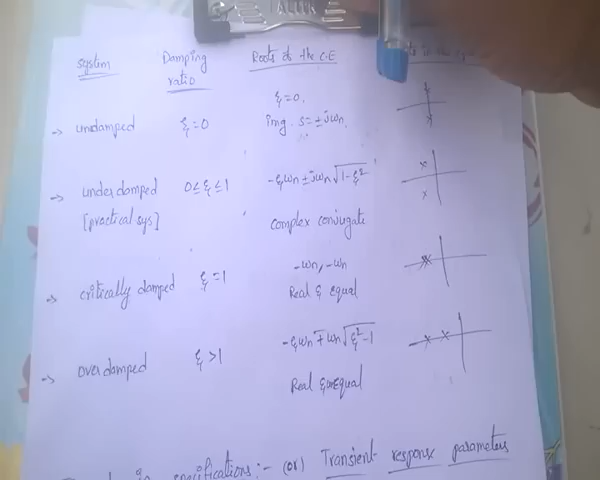 System Damping ratio Roots of the C.E
→ undamped ξ=0 ξ=0. img. s=±jωn.
→ underdamped [practical sys] 0≤ξ≤1 -ξωn±jωn√1-ξ² complex conjugate
→ critically damped ξ=1 -ωn,-ωn Real & equal
→ overdamped ξ>1 -ξωn∓ωn√ξ²-1 Real & unequal
specifications:- (or) Transient response parameters